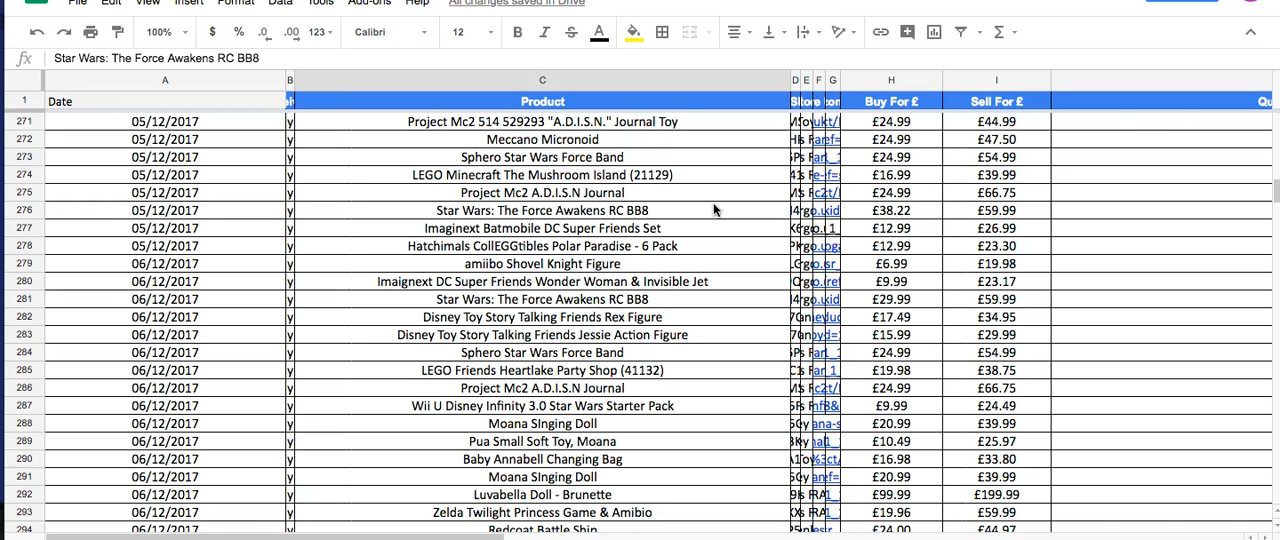 File Edit View Insert Format Data Tools Add-ons Help All changes saved in Drive
100% $ % .0 .00 123 Calibri 12 B I S A
fx Star Wars: The Force Awakens RC BB8
A B C D E F G H I
1 Date Product Buy For £ Sell For £
271 05/12/2017 y Project Mc2 514 529293 "A.D.I.S.N." Journal Toy £24.99 £44.99
272 05/12/2017 y Meccano Micronoid £24.99 £47.50
273 05/12/2017 y Sphero Star Wars Force Band £24.99 £54.99
274 05/12/2017 y LEGO Minecraft The Mushroom Island (21129) £16.99 £39.99
275 05/12/2017 y Project Mc2 A.D.I.S.N Journal £24.99 £66.75
276 05/12/2017 y Star Wars: The Force Awakens RC BB8 £38.22 £59.99
277 05/12/2017 y Imaginext Batmobile DC Super Friends Set £12.99 £26.99
278 05/12/2017 y Hatchimals CollEGGtibles Polar Paradise - 6 Pack £12.99 £23.30
279 06/12/2017 y amiibo Shovel Knight Figure £6.99 £19.98
280 06/12/2017 y Imaignext DC Super Friends Wonder Woman & Invisible Jet £9.99 £23.17
281 06/12/2017 y Star Wars: The Force Awakens RC BB8 £29.99 £59.99
282 06/12/2017 y Disney Toy Story Talking Friends Rex Figure £17.49 £34.95
283 06/12/2017 y Disney Toy Story Talking Friends Jessie Action Figure £15.99 £29.99
284 06/12/2017 y Sphero Star Wars Force Band £24.99 £54.99
285 06/12/2017 y LEGO Friends Heartlake Party Shop (41132) £19.98 £38.75
286 06/12/2017 y Project Mc2 A.D.I.S.N Journal £24.99 £66.75
287 06/12/2017 y Wii U Disney Infinity 3.0 Star Wars Starter Pack £9.99 £24.49
288 06/12/2017 y Moana SInging Doll £20.99 £39.99
289 06/12/2017 y Pua Small Soft Toy, Moana £10.49 £25.97
290 06/12/2017 y Baby Annabell Changing Bag £16.98 £33.80
291 06/12/2017 y Moana SInging Doll £20.99 £39.99
292 06/12/2017 y Luvabella Doll - Brunette £99.99 £199.99
293 06/12/2017 y Zelda Twilight Princess Game & Amibio £19.96 £59.99
294 06/12/2017 y Redcoat Battle Ship £24.00 £44.97